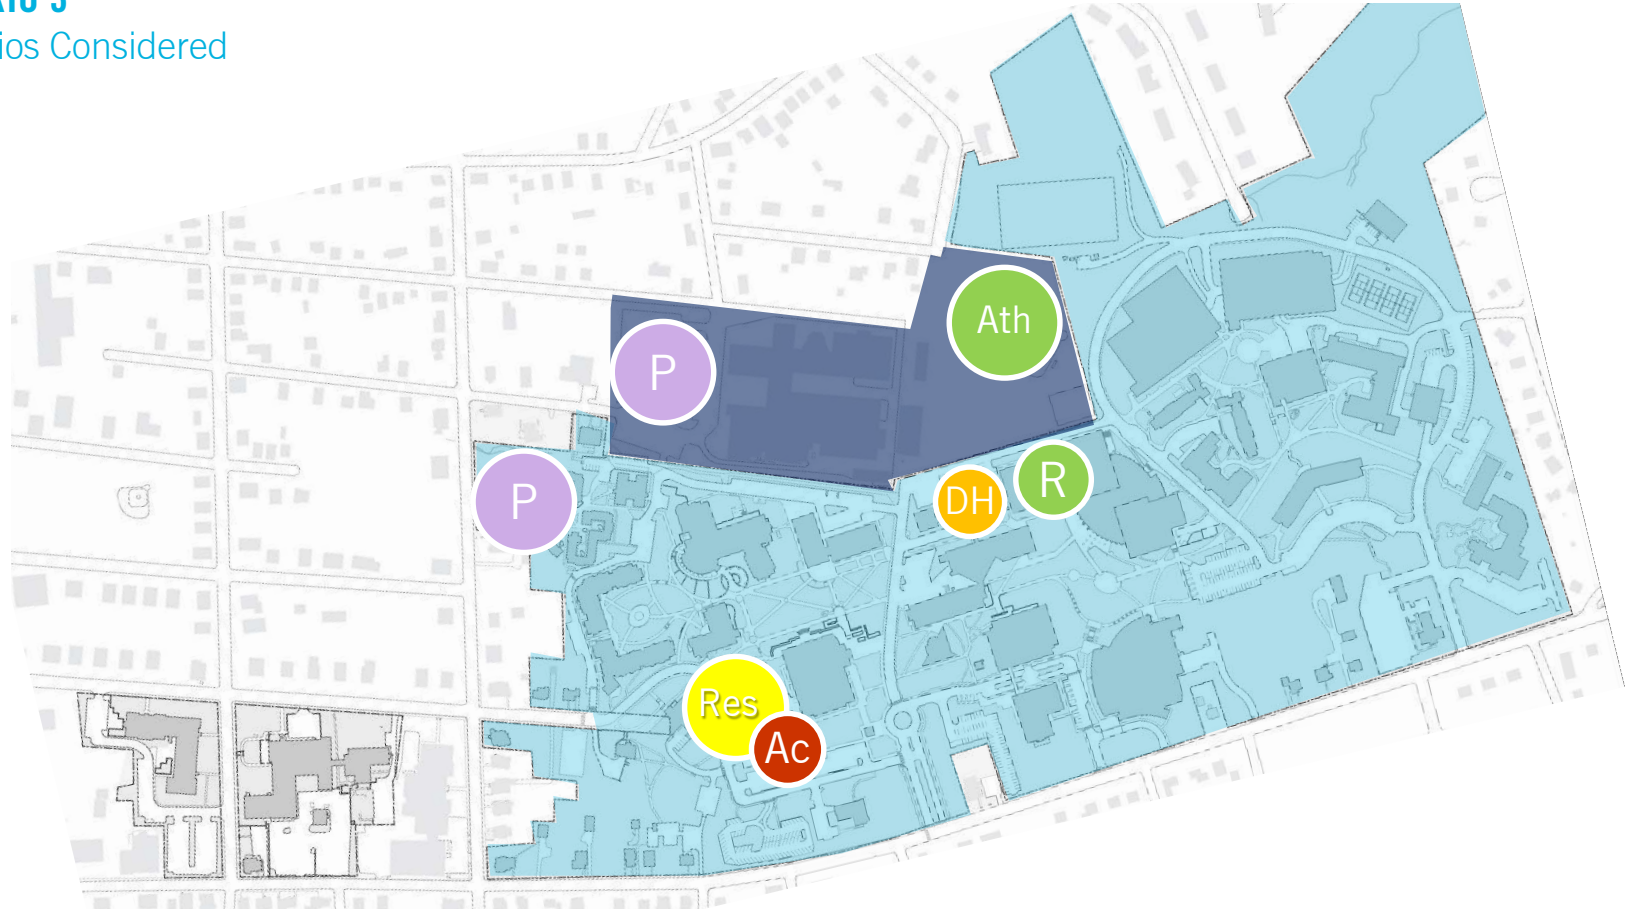 ios Considered
Ath
P
P
DH
R
Res
Ac